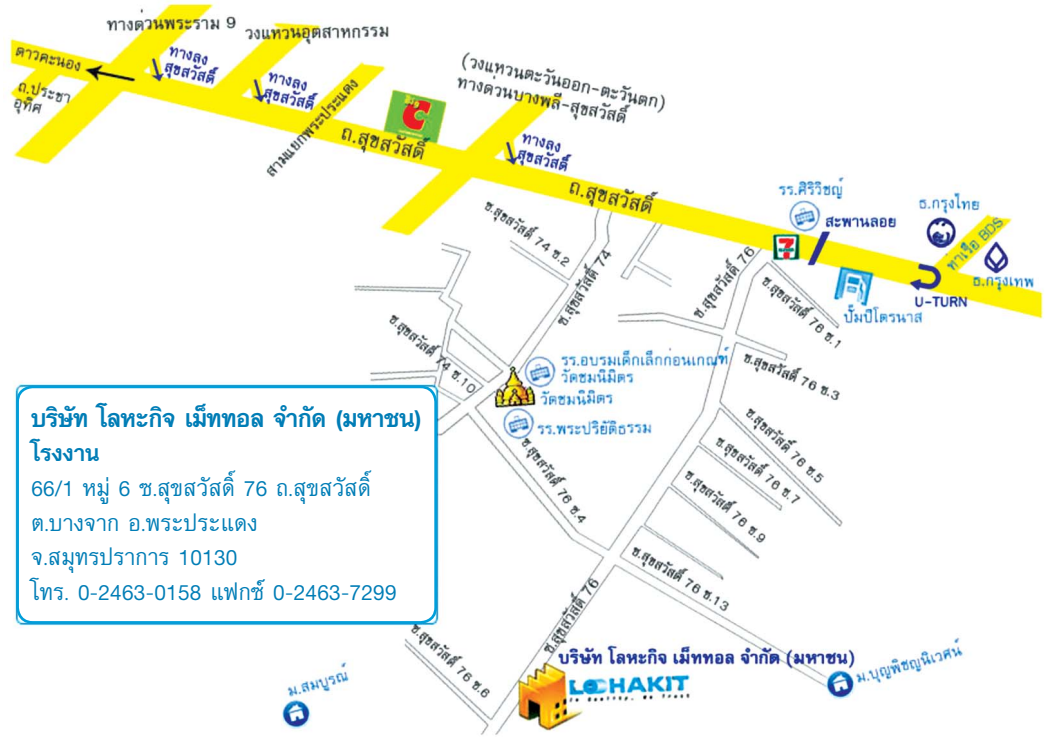 ทางด่วนพระราม 9
วงแหวนอุตสาหกรรม
ดาวคะนอง
ทางลง
สุขสวัสดิ์
ทางลง
สุขสวัสดิ์
ถ.ประชา
อุทิศ
สามแยกพระประแดง
Big
C
(วงแหวนตะวันออก-ตะวันตก)
ทางด่วนบางพลี-สุขสวัสดิ์
ถ.สุขสวัสดิ์
ทางลง
สุขสวัสดิ์
ถ.สุขสวัสดิ์
รร.ศิริวิชญ์
สะพานลอย
ธ.กรุงไทย
ท่าเรือ BDS
ธ.กรุงเทพ
7
U-TURN
ปั๊มปิโตรนาส
ซ.สุขสวัสดิ์ 74 ซ.2
ซ.สุขสวัสดิ์ 74
ซ.สุขสวัสดิ์ 76
ซ.สุขสวัสดิ์ 76 ซ.1
ซ.สุขสวัสดิ์ 74 ซ.10
รร.อบรมเด็กเล็กก่อนเกณฑ์
วัดชมนิมิตร
วัดชมนิมิตร
รร.พระปริยัติธรรม
ซ.สุขสวัสดิ์ 76 ซ.3
ซ.สุขสวัสดิ์ 76 ซ.5
ซ.สุขสวัสดิ์ 76 ซ.7
ซ.สุขสวัสดิ์ 76 ซ.9
ซ.สุขสวัสดิ์ 76 ซ.4
ซ.สุขสวัสดิ์ 76 ซ.13
บริษัท โลหะกิจ เม็ททอล จำกัด (มหาชน)
โรงงาน
66/1 หมู่ 6 ซ.สุขสวัสดิ์ 76 ถ.สุขสวัสดิ์
ต.บางจาก อ.พระประแดง
จ.สมุทรปราการ 10130
โทร. 0-2463-0158 แฟกซ์ 0-2463-7299
ซ.สุขสวัสดิ์ 76
ซ.สุขสวัสดิ์ 76 ซ.6
บริษัท โลหะกิจ เม็ททอล จำกัด (มหาชน)
LOHAKIT
In Quality, We Trust
ม.บุญพิชญนิเวศน์
ม.สมบูรณ์